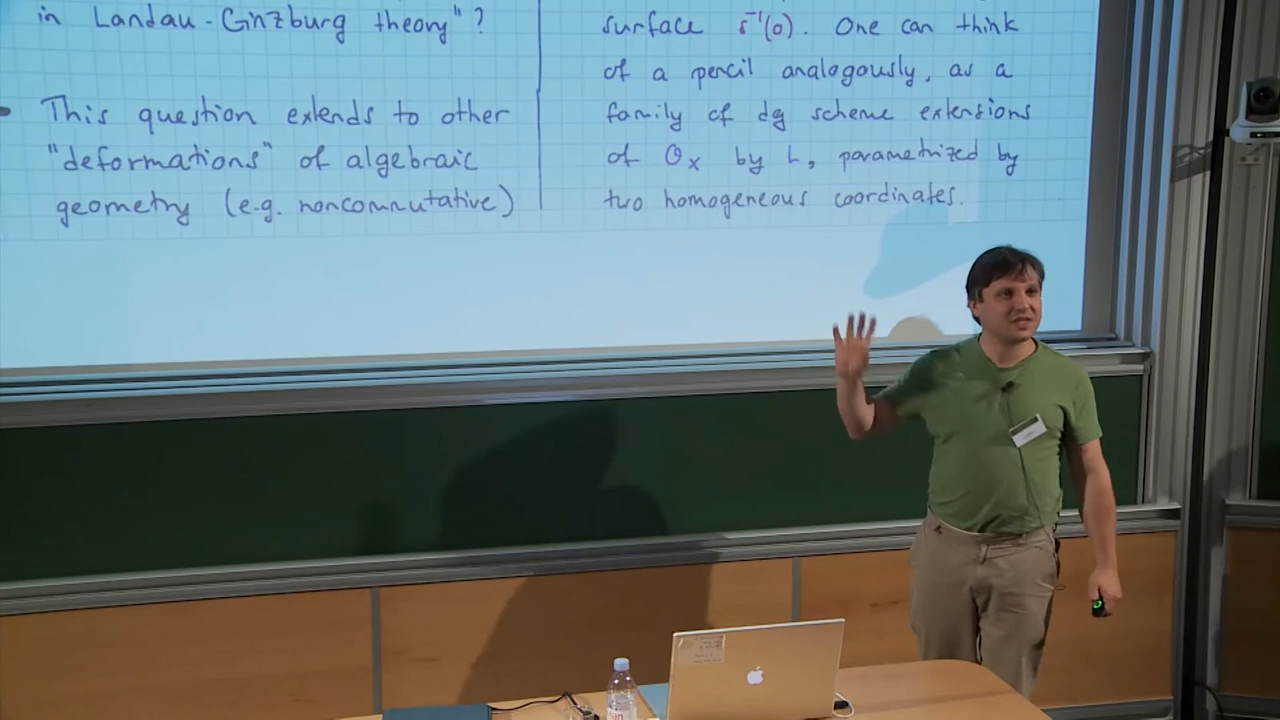 in Landau-Ginzburg theory"?
• This question extends to other
"deformations" of algebraic
geometry (e.g. noncommutative)
surface s⁻¹(0). One can think
of a pencil analogously, as a
family of dg scheme extensions
of O_X by L, parametrized by
two homogeneous coordinates.